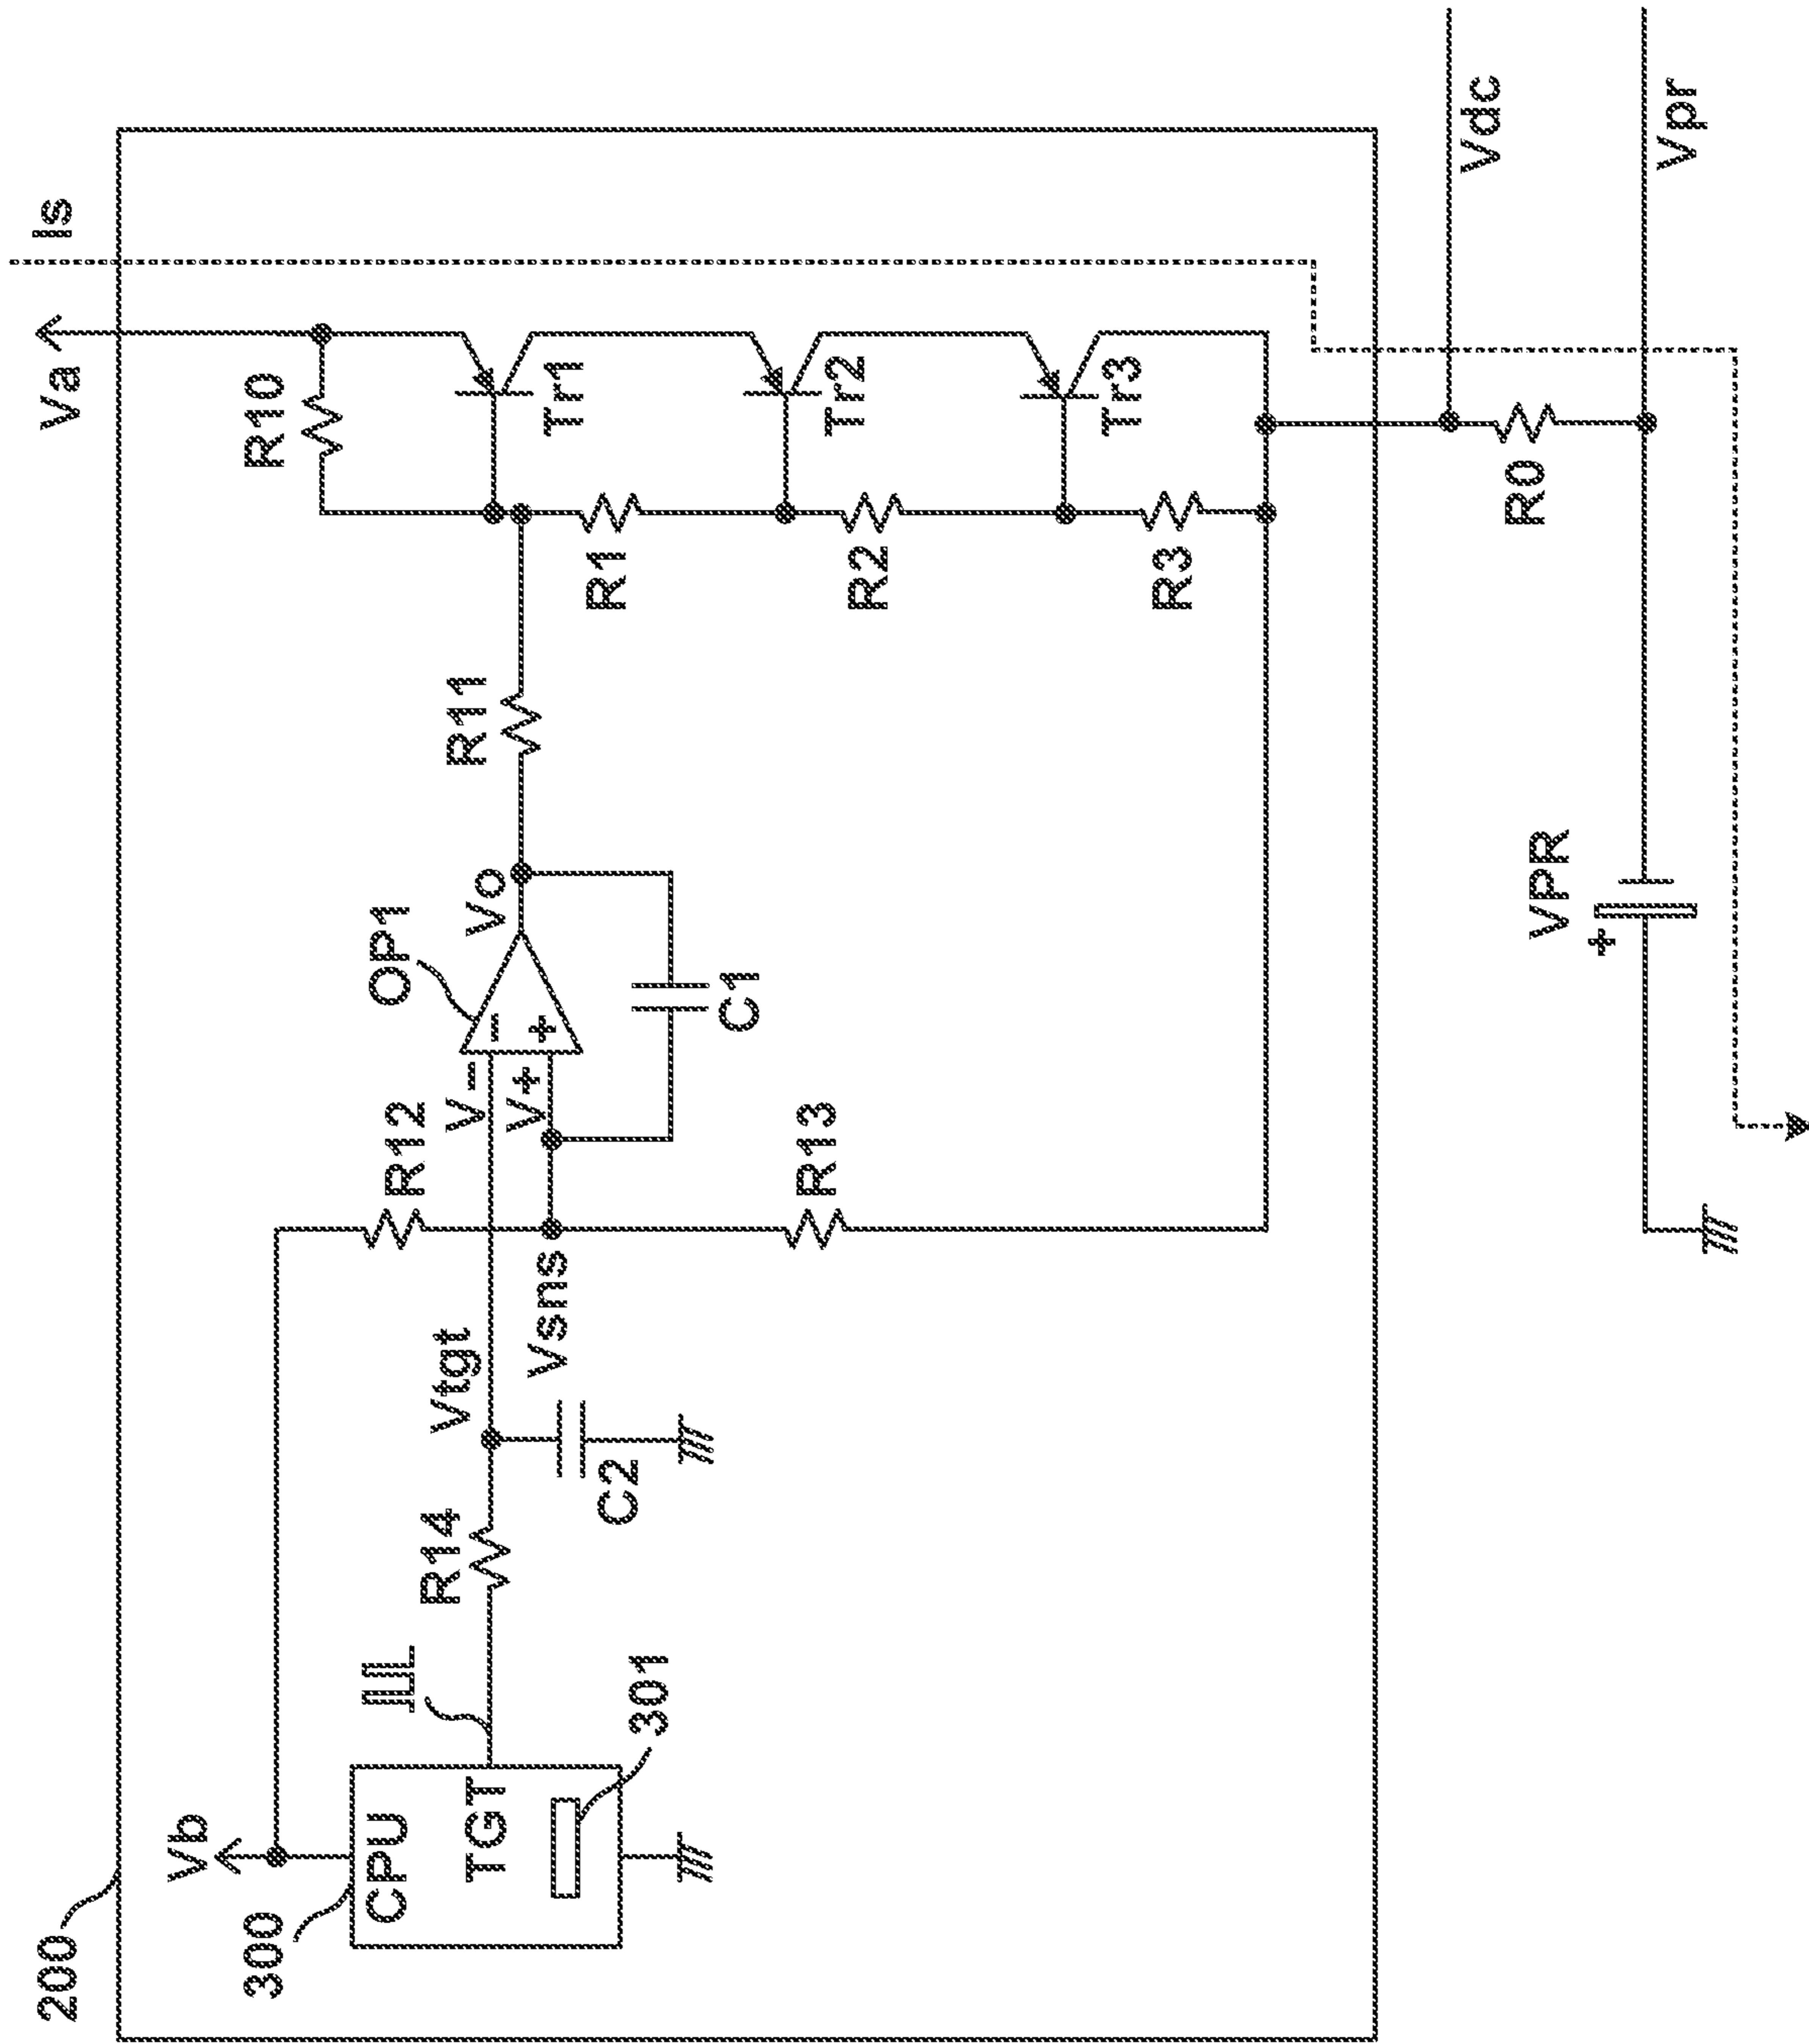 200
300
Vb
CPU
TGT
301
R14
Vtgt
C2
Vsns
R12
V−
V+
−
+
OP1
Vo
C1
R13
R11
Va
Is
R10
Tr1
R1
Tr2
R2
Tr3
R3
R0
Vdc
Vpr
VPR
+